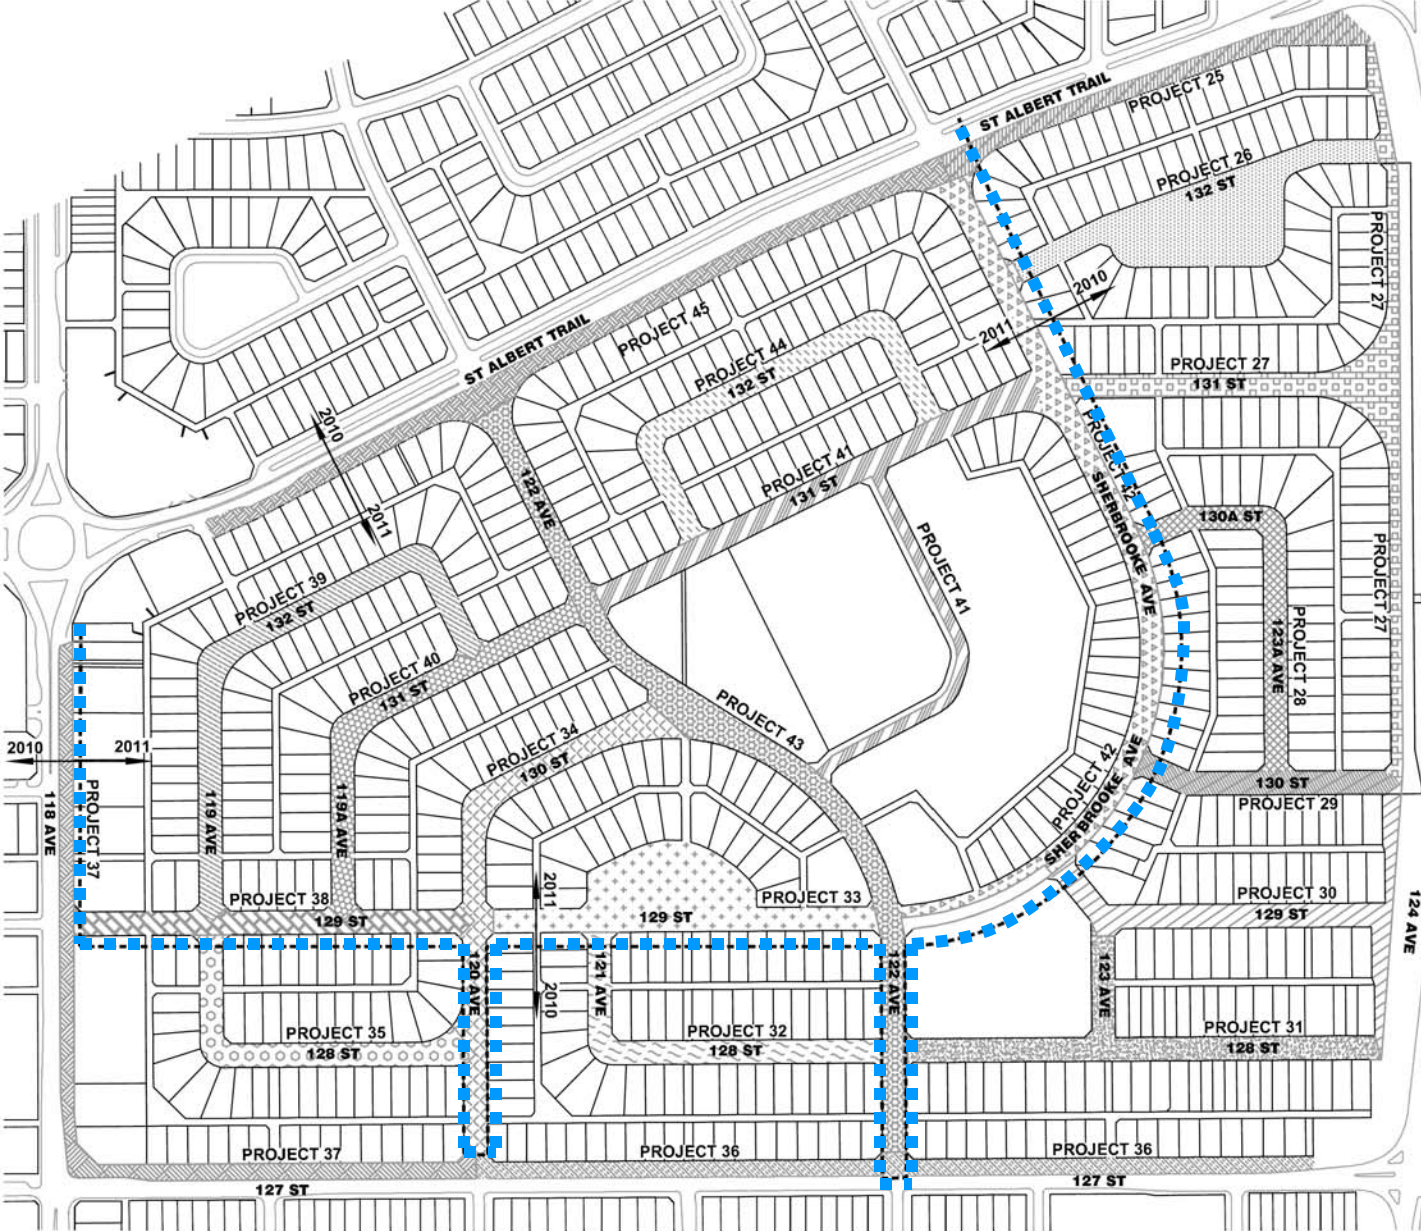 ST ALBERT TRAIL
PROJECT 25
PROJECT 26
132 ST
PROJECT 27
2010
2011
PROJECT 45
ST ALBERT TRAIL
PROJECT 44
132 ST
PROJECT 27
131 ST
2010
2011
122 AVE
PROJECT 41
131 ST
PROJECT 42
SHERBROOKE AVE
130A ST
PROJECT 41
PROJECT 27
PROJECT 39
132 ST
PROJECT 40
131 ST
123A AVE
PROJECT 28
PROJECT 43
PROJECT 34
130 ST
2010
2011
PROJECT 42
SHERBROOKE AVE
130 ST
PROJECT 29
118 AVE
PROJECT 37
119 AVE
119A AVE
2011
PROJECT 38
129 ST
PROJECT 33
129 ST
PROJECT 30
129 ST
124 AVE
120 AVE
2010
121 AVE
122 AVE
123 AVE
PROJECT 35
128 ST
PROJECT 32
128 ST
PROJECT 31
128 ST
PROJECT 37
127 ST
PROJECT 36
PROJECT 36
127 ST